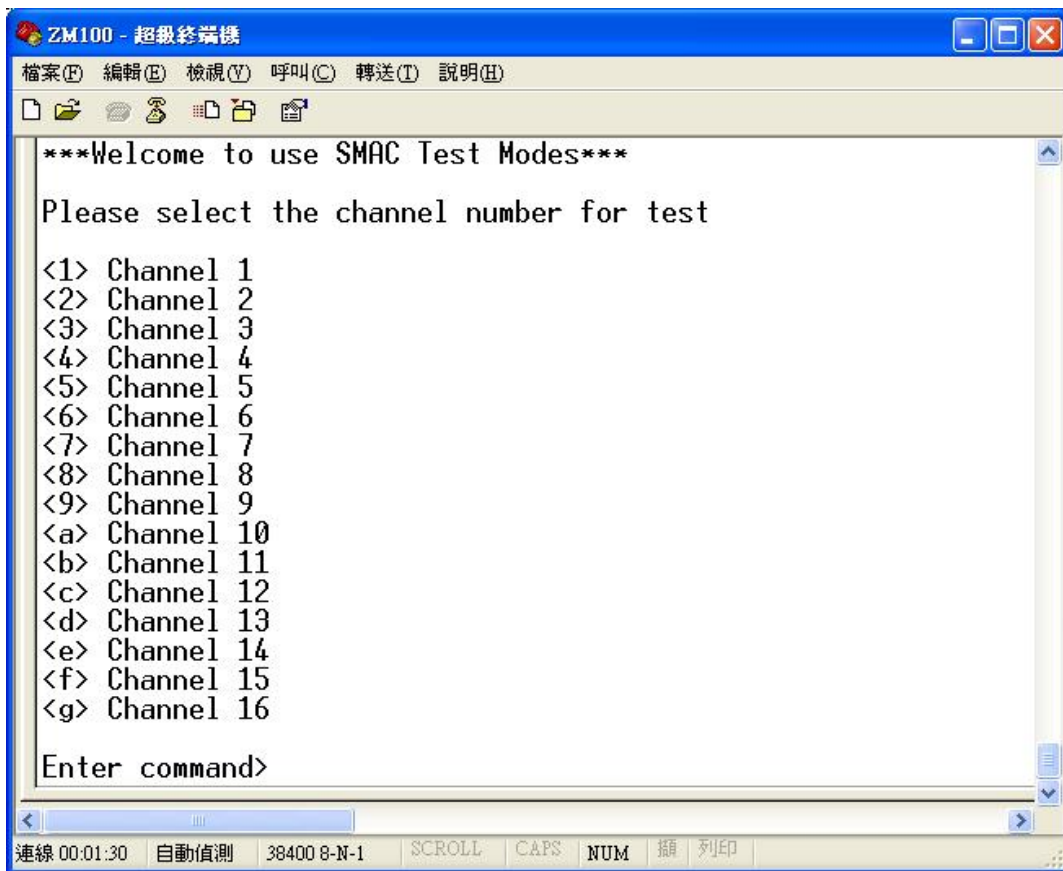 ZM100 - 超級終端機
檔案(F) 編輯(E) 檢視(V) 呼叫(C) 轉送(T) 說明(H)
***Welcome to use SMAC Test Modes***
Please select the channel number for test
<1> Channel 1
<2> Channel 2
<3> Channel 3
<4> Channel 4
<5> Channel 5
<6> Channel 6
<7> Channel 7
<8> Channel 8
<9> Channel 9
<a> Channel 10
<b> Channel 11
<c> Channel 12
<d> Channel 13
<e> Channel 14
<f> Channel 15
<g> Channel 16
Enter command>
連線 00:01:30 自動偵測 38400 8-N-1 SCROLL CAPS NUM 擷 列印